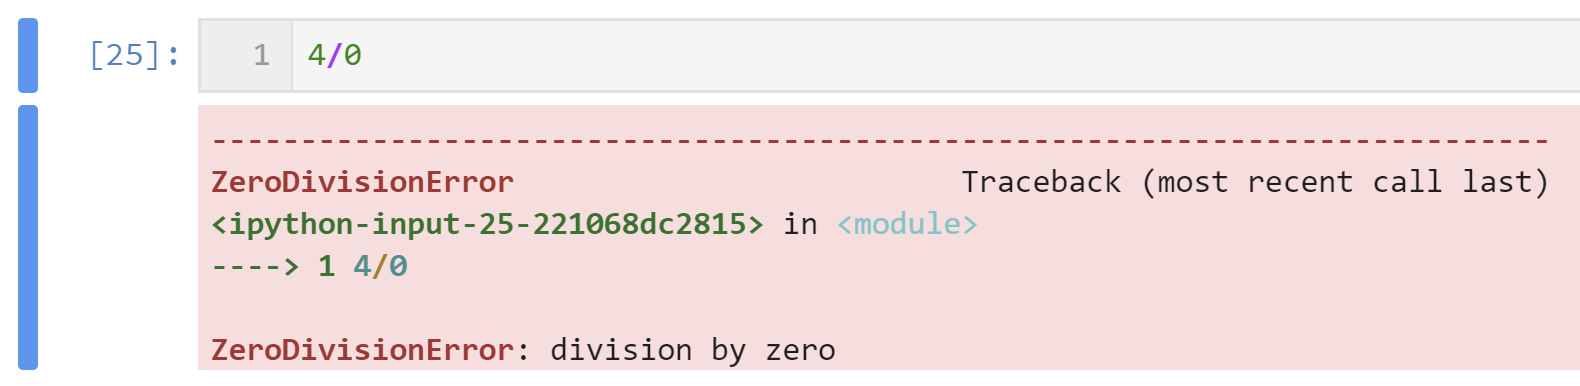 [25]: 1 4/0
---------------------------------------------------------------------------
ZeroDivisionError                         Traceback (most recent call last)
<ipython-input-25-221068dc2815> in <module>
----> 1 4/0

ZeroDivisionError: division by zero